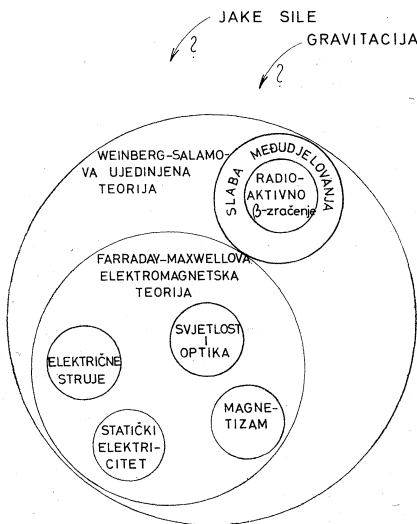 JAKE SILE
?
GRAVITACIJA
?
WEINBERG-SALAMO-
VA UJEDINJENA
TEORIJA
SLABA MEĐUDJELOVANJA
RADIO-
AKTIVNO
β-zračenje
FARRADAY-MAXWELLOVA
ELEKTROMAGNETSKA
TEORIJA
SVJETLOST
I
OPTIKA
ELEKTRIČNE
STRUJE
MAGNE-
TIZAM
STATIČKI
ELEKTRI-
CITET